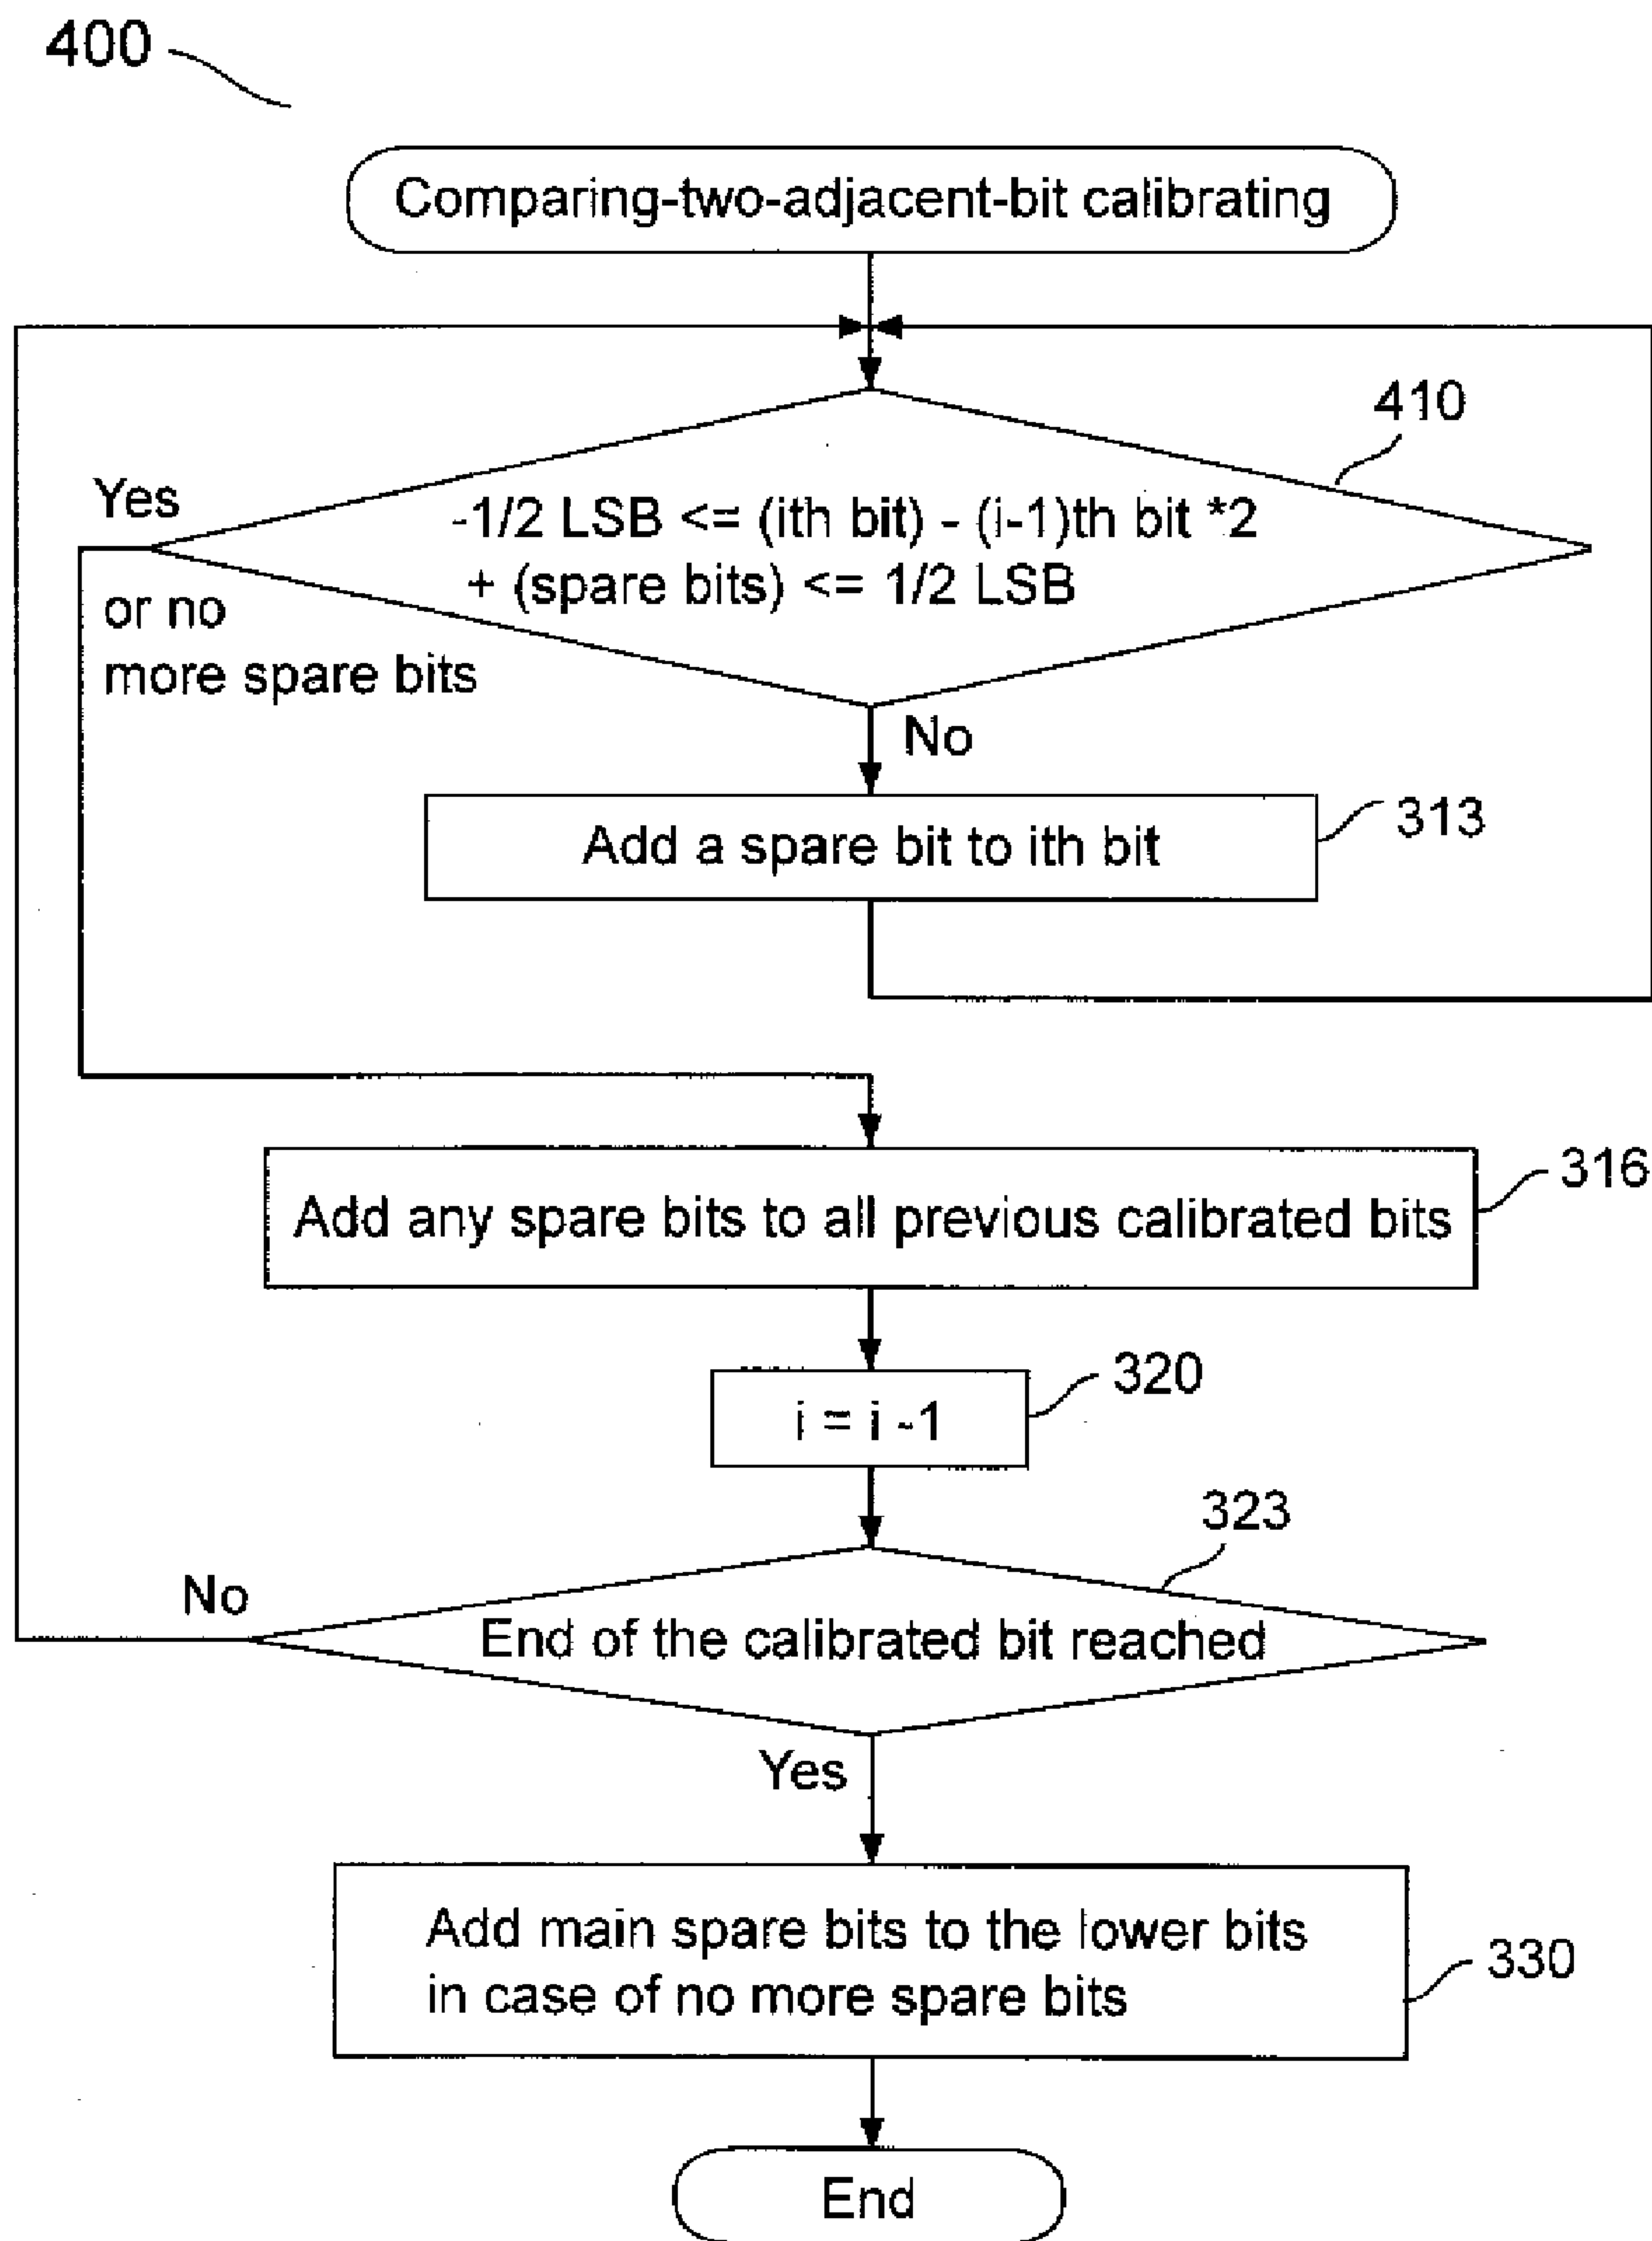 400
Comparing-two-adjacent-bit calibrating
410
Yes
-1/2 LSB <= (ith bit) - (i-1)th bit *2
+ (spare bits) <= 1/2 LSB
or no
more spare bits
No
313
Add a spare bit to ith bit
316
Add any spare bits to all previous calibrated bits
320
i = i -1
323
No
End of the calibrated bit reached
Yes
Add main spare bits to the lower bits
in case of no more spare bits
330
End